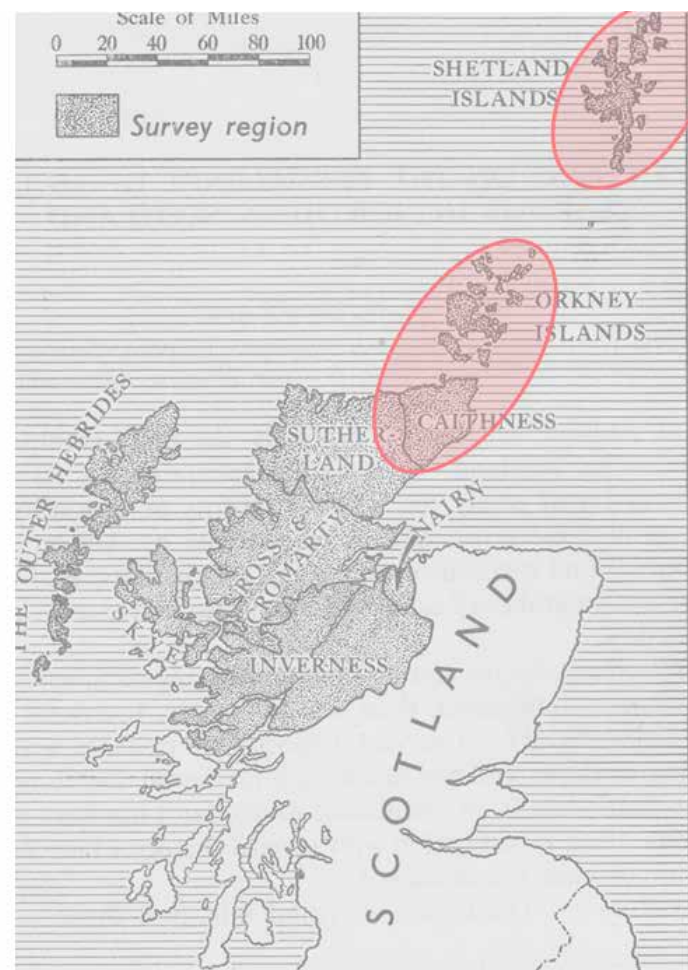 Scale of Miles
0 20 40 60 80 100
Survey region
SHETLAND
ISLANDS
ORKNEY
ISLANDS
CAITHNESS
SUTHER-
LAND
THE OUTER HEBRIDES
NAIRN
ROSS &
CROMARTY
SKYE
INVERNESS
SCOTLAND